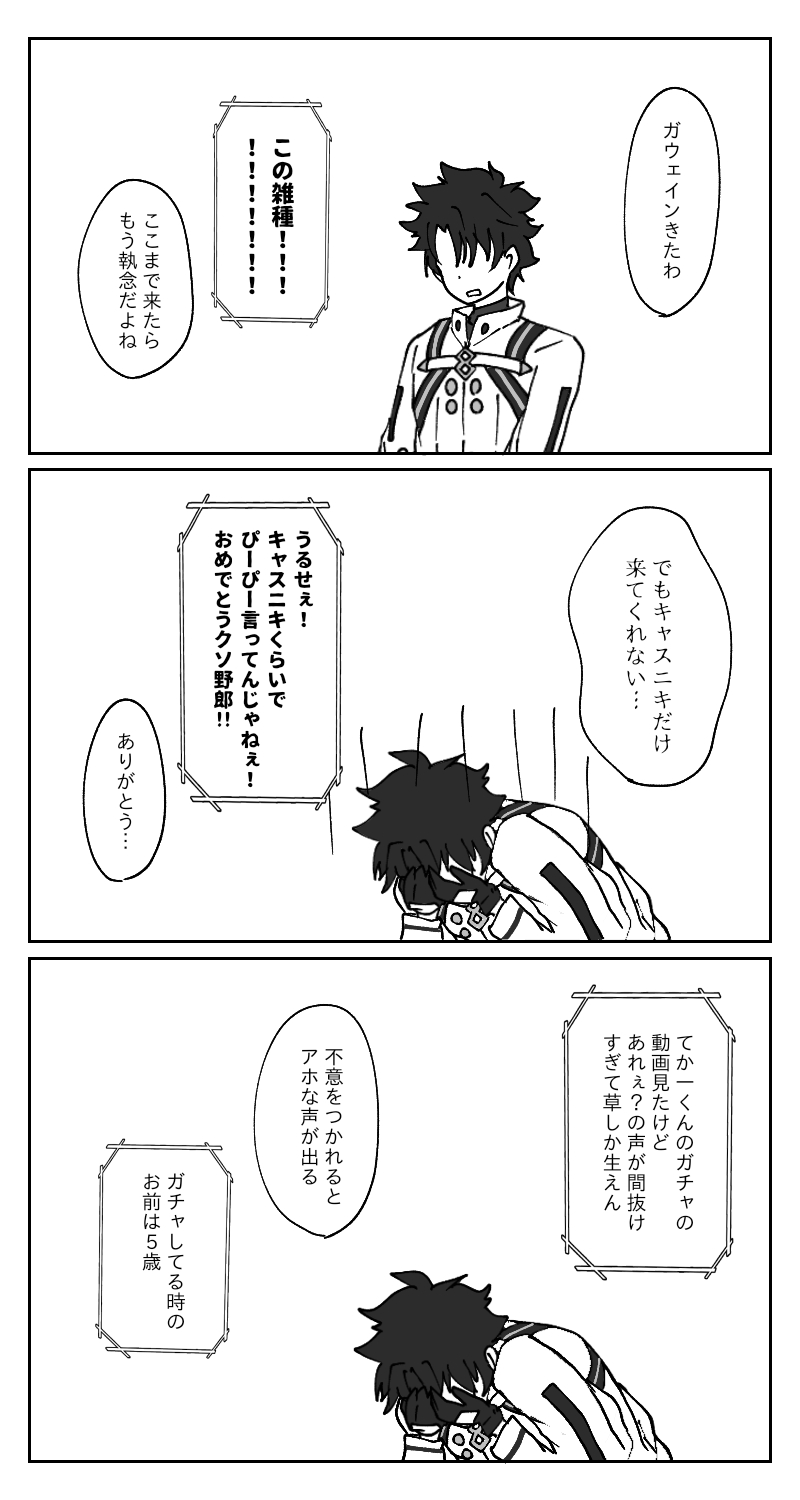 ガウェインきたわ
この雑種！！！
！！！！！！！！
ここまで来たら
もう執念だよね
でもキャスニキだけ
来てくれない…
うるせぇ！
キャスニキくらいで
ぴーぴー言ってんじゃねぇ！
おめでとうクソ野郎!!
ありがとう…
てか一くんのガチャの
動画見たけど
あれぇ？の声が間抜け
すぎて草しか生えん
不意をつかれると
アホな声が出る
ガチャしてる時の
お前は５歳